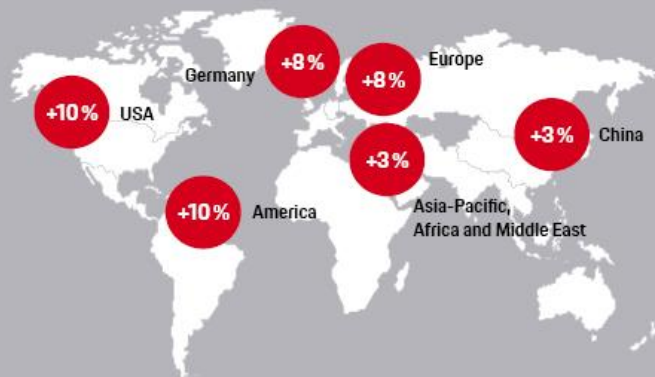 Germany
+8%
+8%
Europe
+10%
USA
+3%
China
+3%
+10%
America
Asia-Pacific,
Africa and Middle East